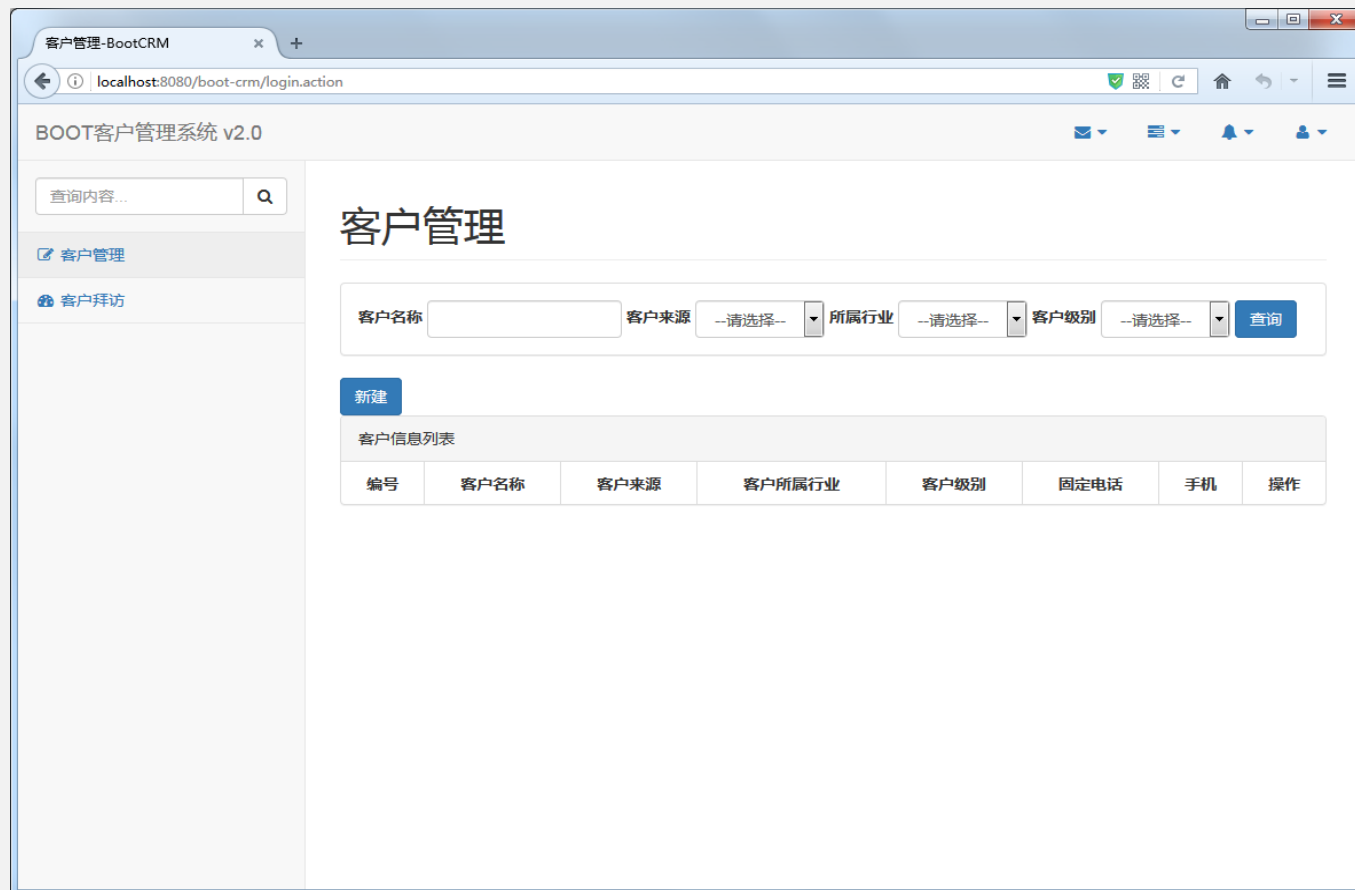 客户管理-BootCRM
localhost:8080/boot-crm/login.action
BOOT客户管理系统 v2.0
查询内容...
客户管理
客户拜访
客户管理
客户名称 客户来源 --请选择-- 所属行业 --请选择-- 客户级别 --请选择-- 查询
新建
客户信息列表
编号 客户名称 客户来源 客户所属行业 客户级别 固定电话 手机 操作